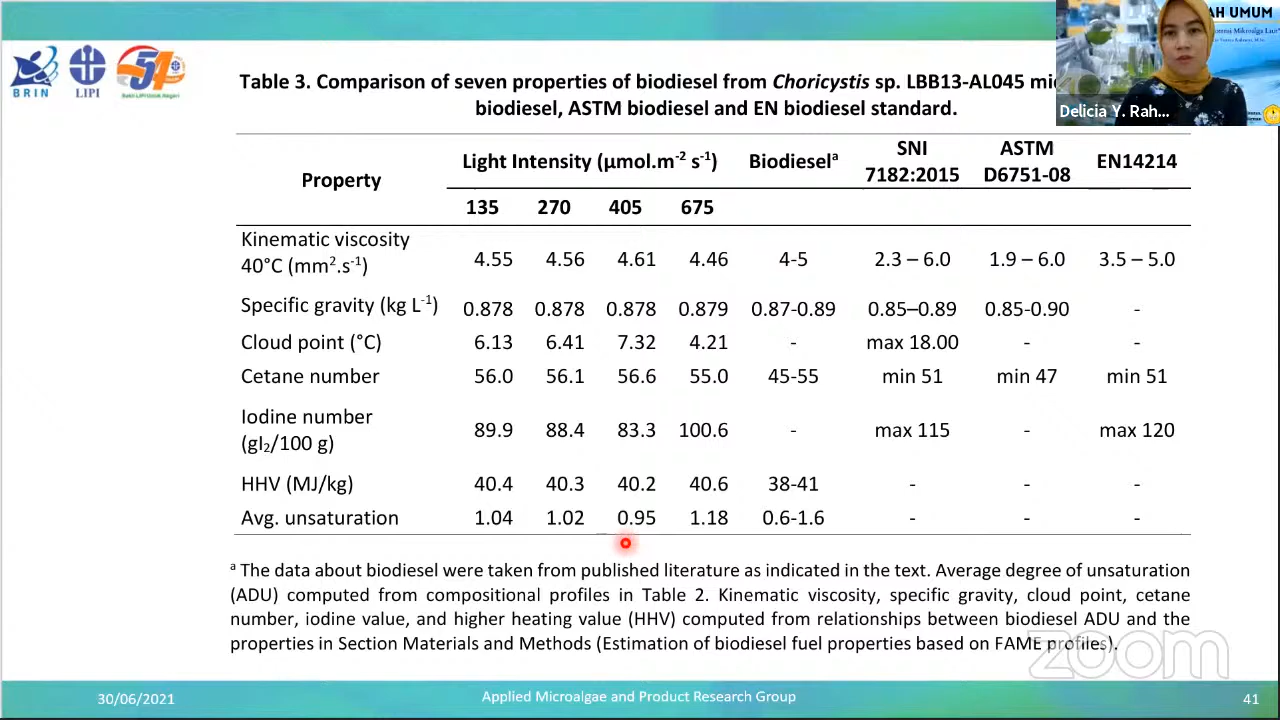 AH UMUM
BRIN
LIPI
51
Delicia Y. Rah...
Table 3. Comparison of seven properties of biodiesel from Choricystis sp. LBB13-AL045
biodiesel, ASTM biodiesel and EN biodiesel standard.
Property Light Intensity (µmol.m⁻² s⁻¹) Biodieselᵃ SNI 7182:2015 ASTM D6751-08 EN14214
135 270 405 675
Kinematic viscosity
40°C (mm².s⁻¹) 4.55 4.56 4.61 4.46 4-5 2.3 – 6.0 1.9 – 6.0 3.5 – 5.0
Specific gravity (kg L⁻¹) 0.878 0.878 0.878 0.879 0.87-0.89 0.85–0.89 0.85-0.90 -
Cloud point (°C) 6.13 6.41 7.32 4.21 - max 18.00 - -
Cetane number 56.0 56.1 56.6 55.0 45-55 min 51 min 47 min 51
Iodine number
(gI₂/100 g) 89.9 88.4 83.3 100.6 - max 115 - max 120
HHV (MJ/kg) 40.4 40.3 40.2 40.6 38-41 - - -
Avg. unsaturation 1.04 1.02 0.95 1.18 0.6-1.6 - - -
ᵃ The data about biodiesel were taken from published literature as indicated in the text. Average degree of unsaturation
(ADU) computed from compositional profiles in Table 2. Kinematic viscosity, specific gravity, cloud point, cetane
number, iodine value, and higher heating value (HHV) computed from relationships between biodiesel ADU and the
properties in Section Materials and Methods (Estimation of biodiesel fuel properties based on FAME profiles).
zoom
30/06/2021
Applied Microalgae and Product Research Group
41